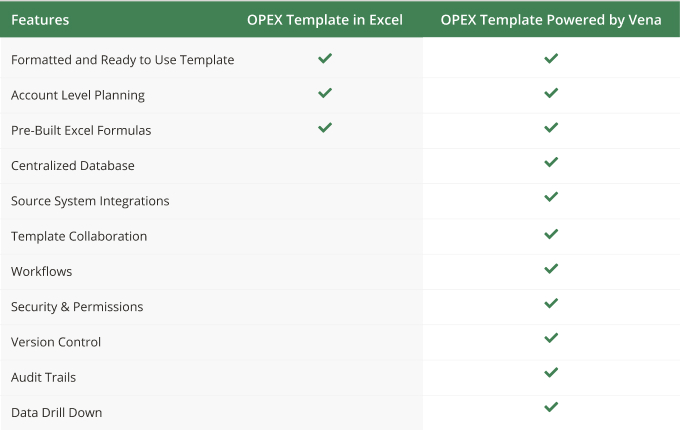 Features OPEX Template in Excel OPEX Template Powered by Vena
Formatted and Ready to Use Template
Account Level Planning
Pre-Built Excel Formulas
Centralized Database
Source System Integrations
Template Collaboration
Workflows
Security & Permissions
Version Control
Audit Trails
Data Drill Down